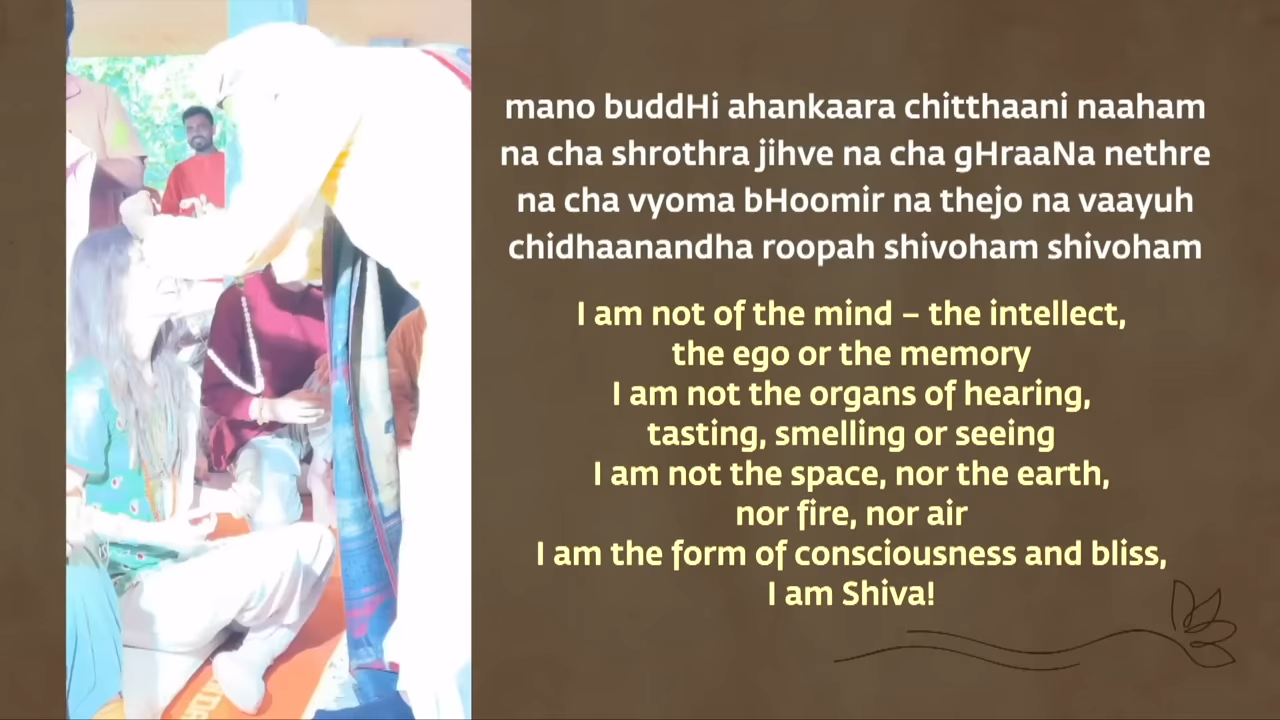 mano buddHi ahankaara chitthaani naaham
na cha shrothra jihve na cha gHraaNa nethre
na cha vyoma bHoomir na thejo na vaayuh
chidhaanandha roopah shivoham shivoham
I am not of the mind – the intellect,
the ego or the memory
I am not the organs of hearing,
tasting, smelling or seeing
I am not the space, nor the earth,
nor fire, nor air
I am the form of consciousness and bliss,
I am Shiva!